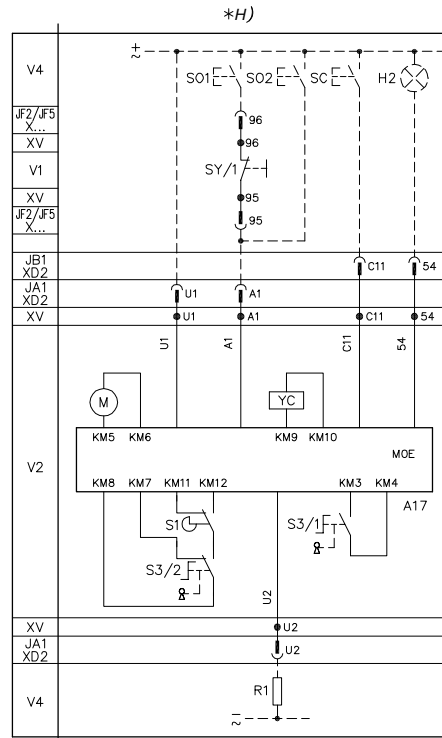 *H)
V4
SO1
SO2
SC
H2
JF2/JF5
X...
96
XV
96
V1
SY/1
XV
95
JF2/JF5
X...
95
JB1
XD2
C11
54
JA1
XD2
U1
A1
XV
U1
A1
C11
54
U1
A1
C11
54
M
YC
KM5
KM6
KM9
KM10
MOE
V2
KM8
KM7
KM11
KM12
KM3
KM4
A17
S1
S3/1
S3/2
U2
XV
U2
JA1
XD2
U2
V4
R1